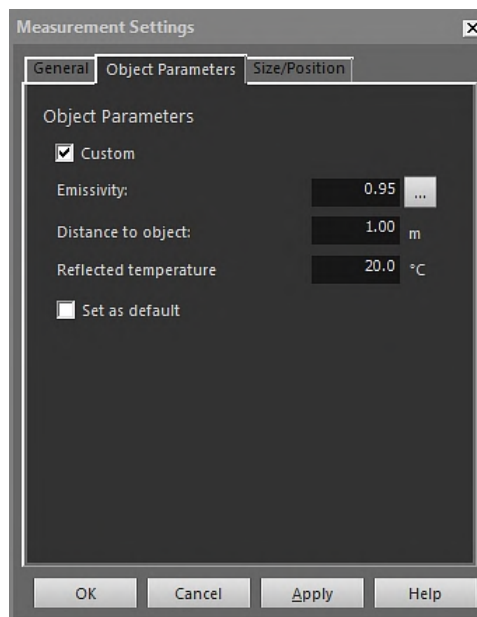 Measurement Settings
General Object Parameters Size/Position
Object Parameters
Custom
Emissivity: 0.95 ...
Distance to object: 1.00 m
Reflected temperature 20.0 °C
Set as default
OK Cancel Apply Help